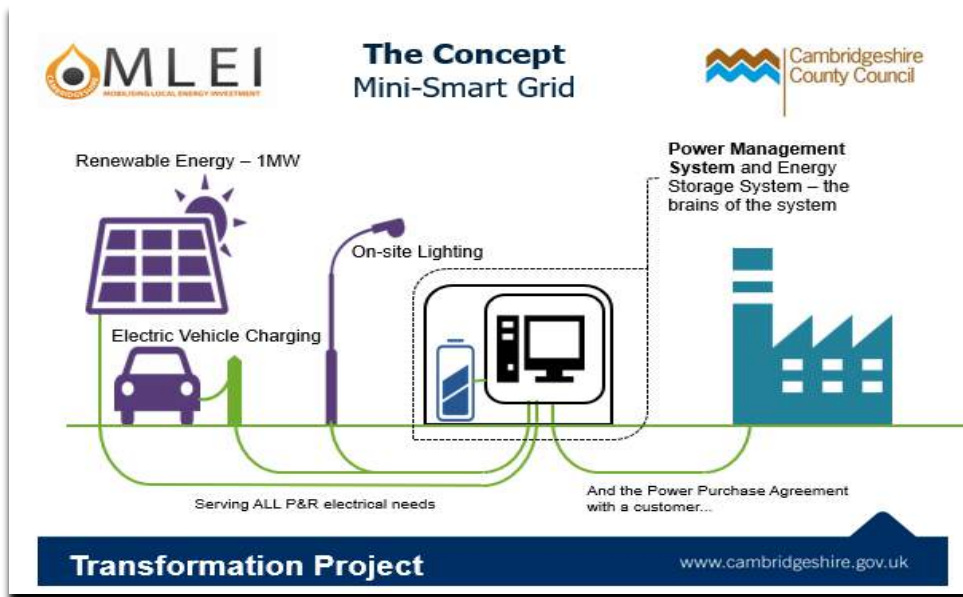 MLEI
CAMBRIDGESHIRE
MOBILISING LOCAL ENERGY INVESTMENT
The Concept
Mini-Smart Grid
Cambridgeshire
County Council
Renewable Energy – 1MW
Power Management
System and Energy
Storage System – the
brains of the system
On-site Lighting
Electric Vehicle Charging
Serving ALL P&R electrical needs
And the Power Purchase Agreement
with a customer...
Transformation Project
www.cambridgeshire.gov.uk